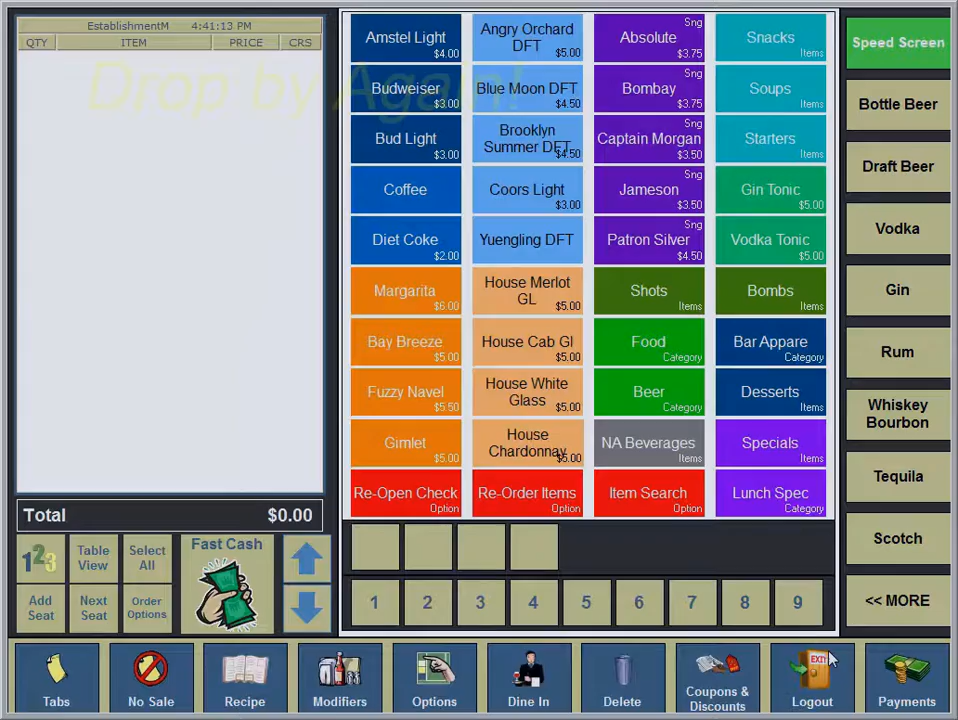 EstablishmentM 4:41:13 PM
QTY ITEM PRICE CRS
Drop by Again!
Total $0.00
123
Table
View
Select
All
Fast Cash
Add
Seat
Next
Seat
Order
Options
Amstel Light
$4.00
Angry Orchard
DFT
$5.00
Sng
Absolute
$3.75
Snacks
Items
Budweiser
$3.00
Blue Moon DFT
$4.50
Sng
Bombay
$3.75
Soups
Items
Bud Light
$3.00
Brooklyn
Summer DFT
$4.50
Sng
Captain Morgan
$3.50
Starters
Items
Coffee
Coors Light
$3.00
Sng
Jameson
$3.50
Gin Tonic
$5.00
Diet Coke
$2.00
Yuengling DFT
Sng
Patron Silver
$4.50
Vodka Tonic
$5.00
Margarita
$6.00
House Merlot
GL
$5.00
Shots
Items
Bombs
Items
Bay Breeze
$5.00
House Cab Gl
$5.00
Food
Category
Bar Appare
Category
Fuzzy Navel
$5.50
House White
Glass
$5.00
Beer
Category
Desserts
Items
Gimlet
$5.00
House
Chardonnay
$5.00
NA Beverages
Items
Specials
Items
Re-Open Check
Option
Re-Order Items
Option
Item Search
Option
Lunch Spec
Category
1 2 3 4 5 6 7 8 9
Speed Screen
Bottle Beer
Draft Beer
Vodka
Gin
Rum
Whiskey
Bourbon
Tequila
Scotch
<< MORE
Tabs
No Sale
Recipe
Modifiers
Options
Dine In
Delete
Coupons &
Discounts
EXIT
Logout
Payments